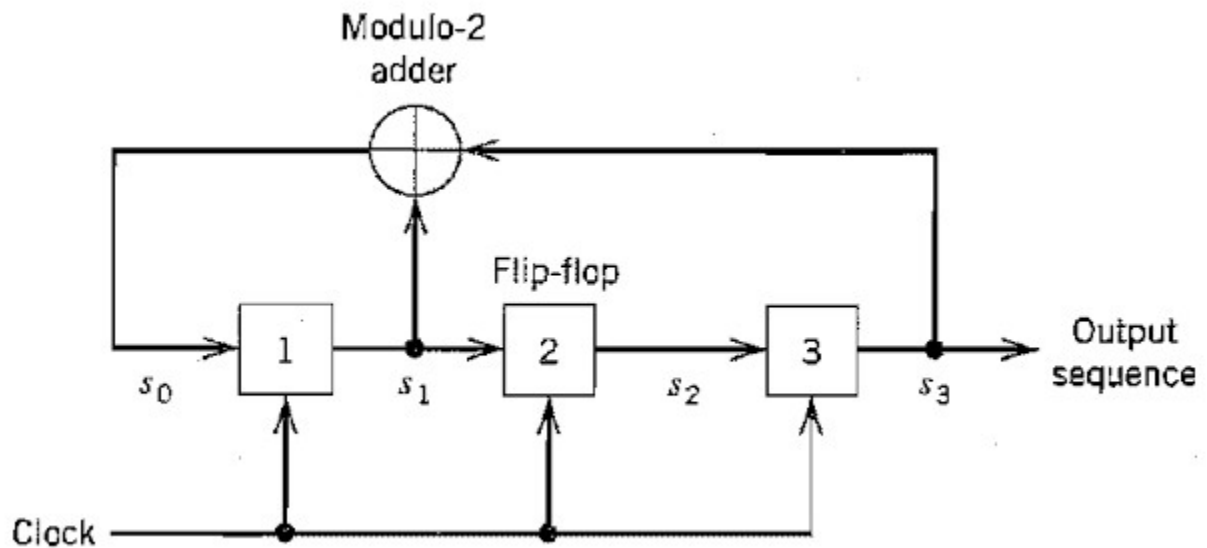 Modulo-2
adder
Flip-flop
1
2
3
Output
sequence
s0
s1
s2
s3
Clock